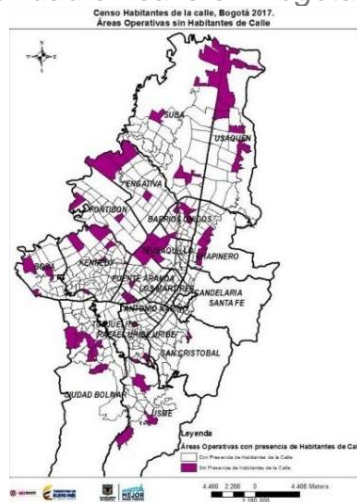 Censo Habitantes de la calle, Bogotá 2017.
Áreas Operativas sin Habitantes de Calle
SUBA
USAQUEN
ENGATIVA
FONTIBON
BARRIOS UNIDOS
TEUSAQUILLO
CHAPINERO
KENNEDY
BOSA
PUENTE ARANDA
LOS MARTIRES
CANDELARIA
SANTA FE
ANTONIO NARIÑO
TUNJUELITO
RAFAEL URIBE URIBE
SAN CRISTOBAL
CIUDAD BOLIVAR
USME
Leyenda
Áreas Operativas con presencia de Habitantes de Cal
Con Presencia de Habitantes de la Calle
Sin Presencia de Habitantes de la Calle
4.400 2.200 0 4.400 Meters